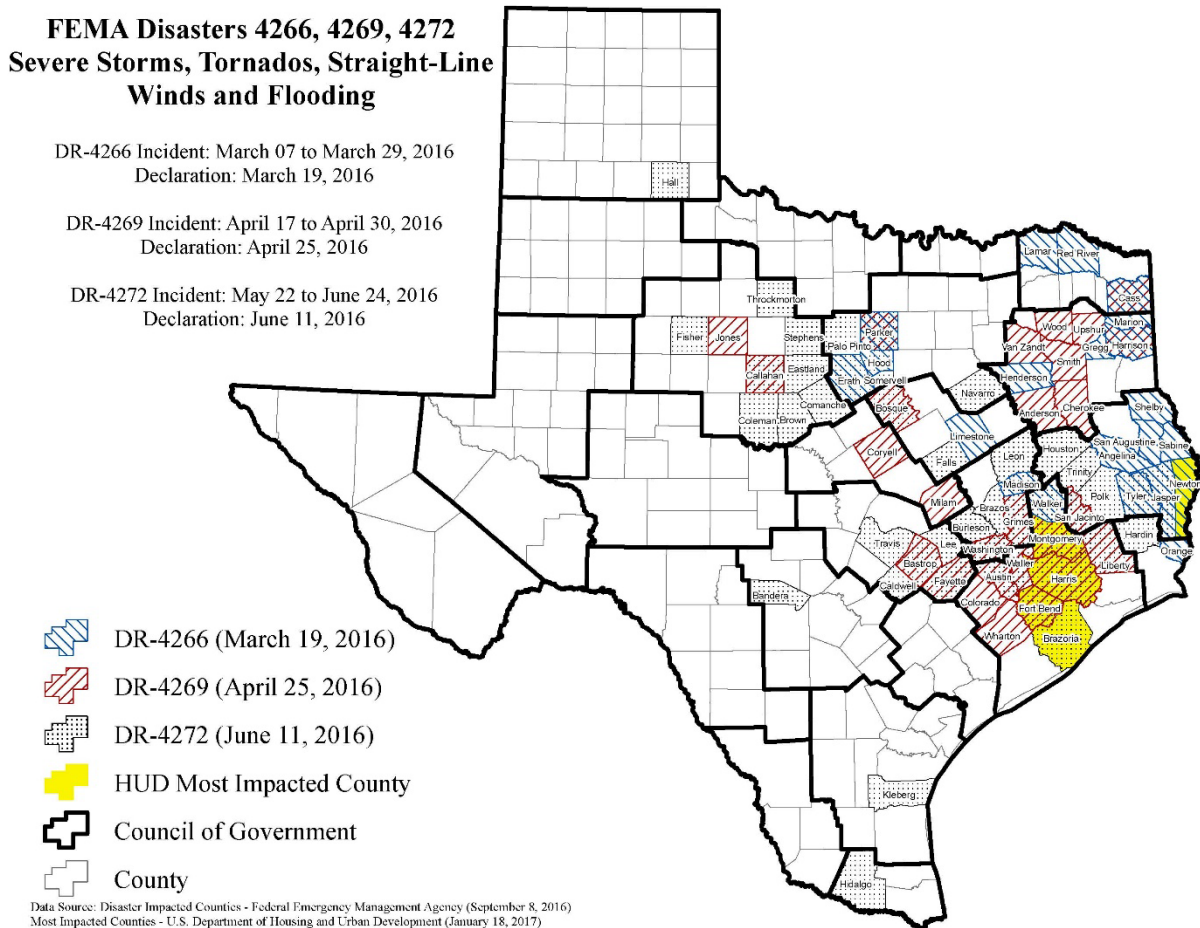 FEMA Disasters 4266, 4269, 4272
Severe Storms, Tornados, Straight-Line
Winds and Flooding
DR-4266 Incident: March 07 to March 29, 2016
Declaration: March 19, 2016
DR-4269 Incident: April 17 to April 30, 2016
Declaration: April 25, 2016
DR-4272 Incident: May 22 to June 24, 2016
Declaration: June 11, 2016
Hall
Lamar
Red River
Cass
Throckmorton
Fisher
Jones
Stephens
Palo Pinto
Parker
Wood
Upshur
Marion
Van Zandt
Gregg
Harrison
Smith
Callahan
Eastland
Hood
Erath
Somervell
Henderson
Navarro
Comanche
Bosque
Anderson
Cherokee
Shelby
Coleman
Brown
Limestone
Coryell
Falls
Leon
Houston
San Augustine
Sabine
Angelina
Trinity
Madison
Newton
Milam
Brazos
Walker
Polk
Tyler
Jasper
Burleson
Grimes
San Jacinto
Travis
Lee
Washington
Montgomery
Hardin
Orange
Bastrop
Waller
Liberty
Caldwell
Fayette
Austin
Harris
Bandera
Colorado
Fort Bend
Wharton
Brazoria
Kleberg
Hidalgo
DR-4266 (March 19, 2016)
DR-4269 (April 25, 2016)
DR-4272 (June 11, 2016)
HUD Most Impacted County
Council of Government
County
Data Source: Disaster Impacted Counties - Federal Emergency Management Agency (September 8, 2016)
Most Impacted Counties - U.S. Department of Housing and Urban Development (January 18, 2017)